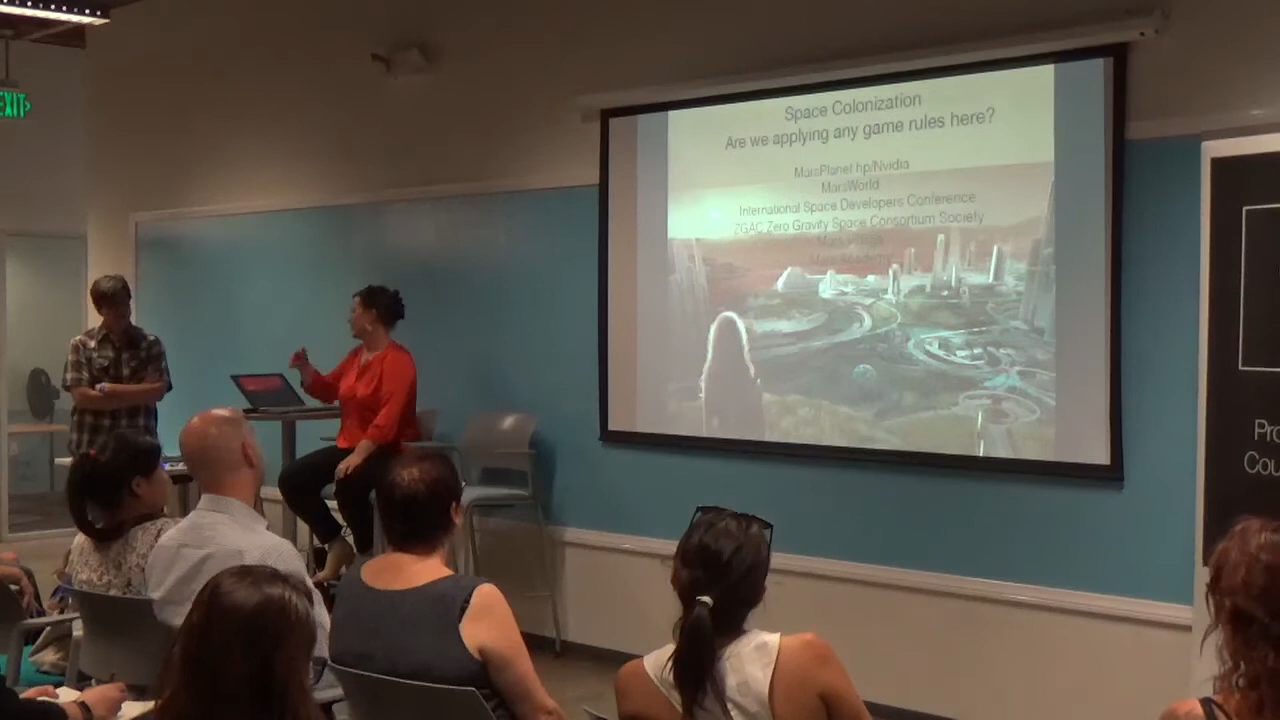 EXIT
Space Colonization
Are we applying any game rules here?
MarsPlanet hp/Nvidia
MarsWorld
International Space Developers Conference
ZGAC Zero Gravity Space Consortium Society
Pro
Cou